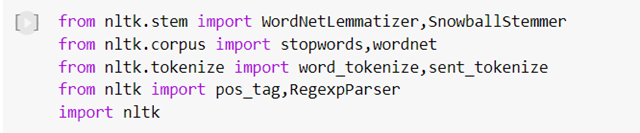 from nltk.stem import WordNetLemmatizer,SnowballStemmer
from nltk.corpus import stopwords,wordnet
from nltk.tokenize import word_tokenize,sent_tokenize
from nltk import pos_tag,RegexpParser
import nltk